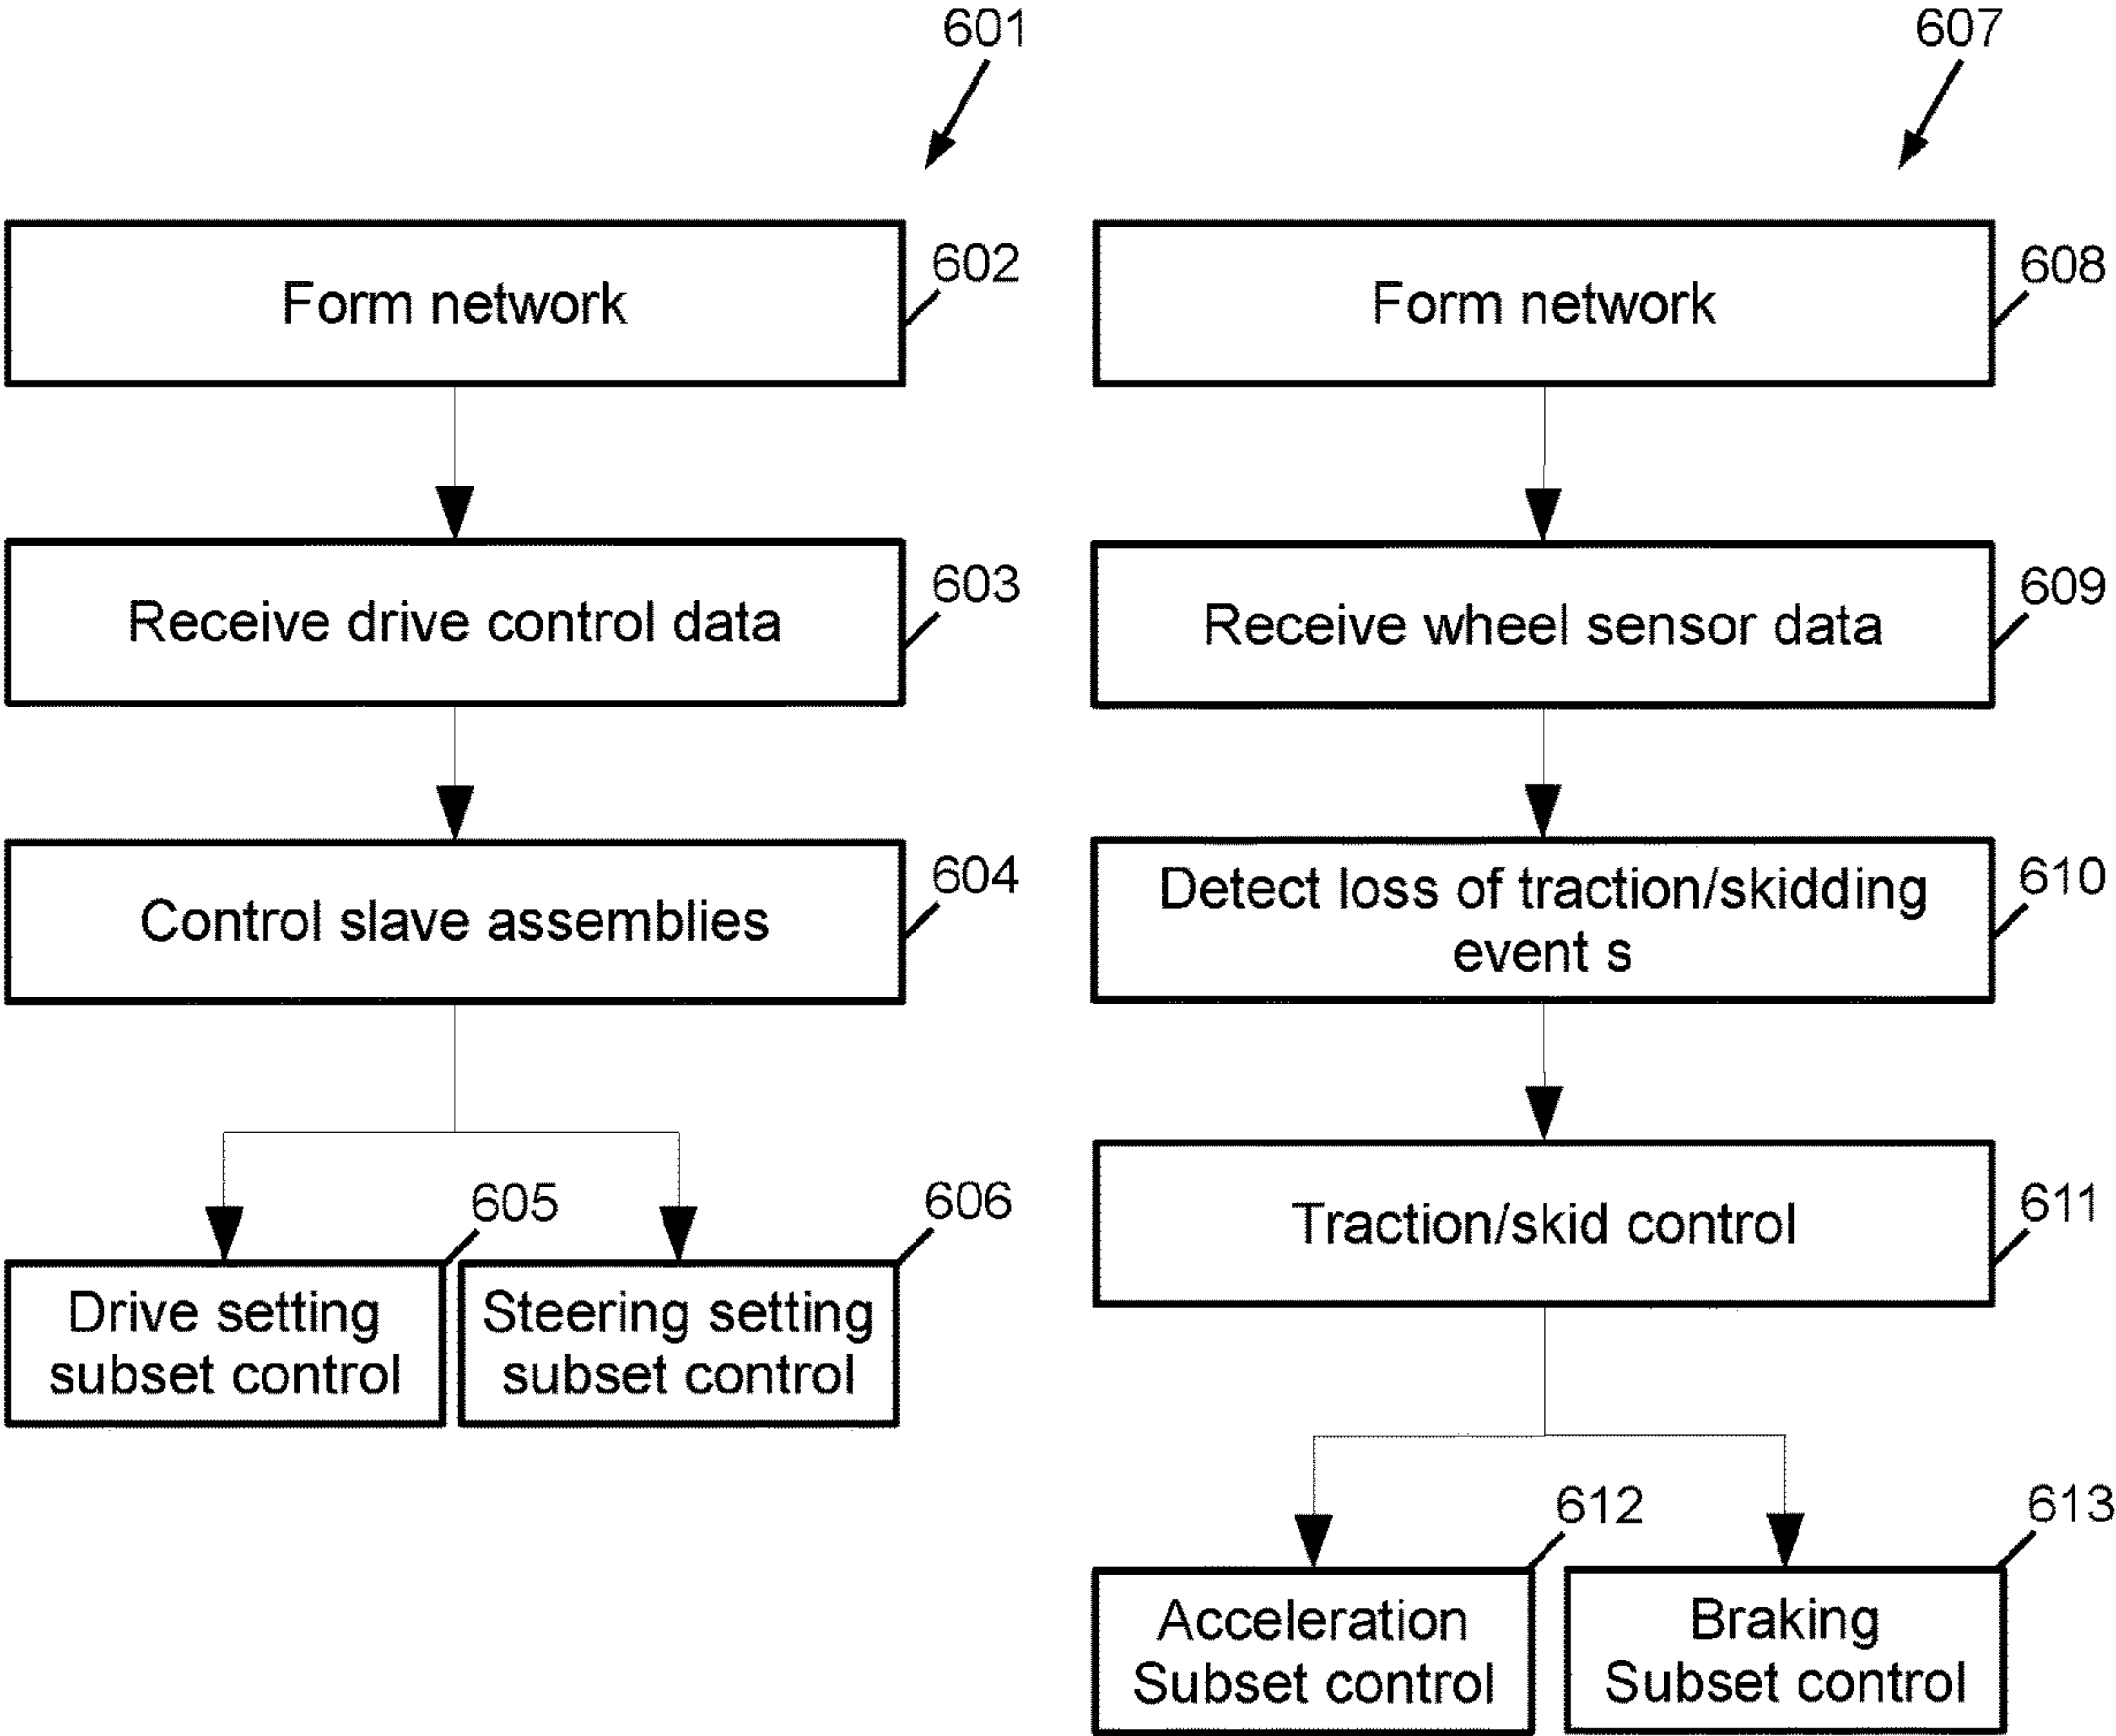 601
Form network
602
Receive drive control data
603
Control slave assemblies
604
605
606
Drive setting
subset control
Steering setting
subset control
607
Form network
608
Receive wheel sensor data
609
Detect loss of traction/skidding
event s
610
Traction/skid control
611
612
613
Acceleration
Subset control
Braking
Subset control